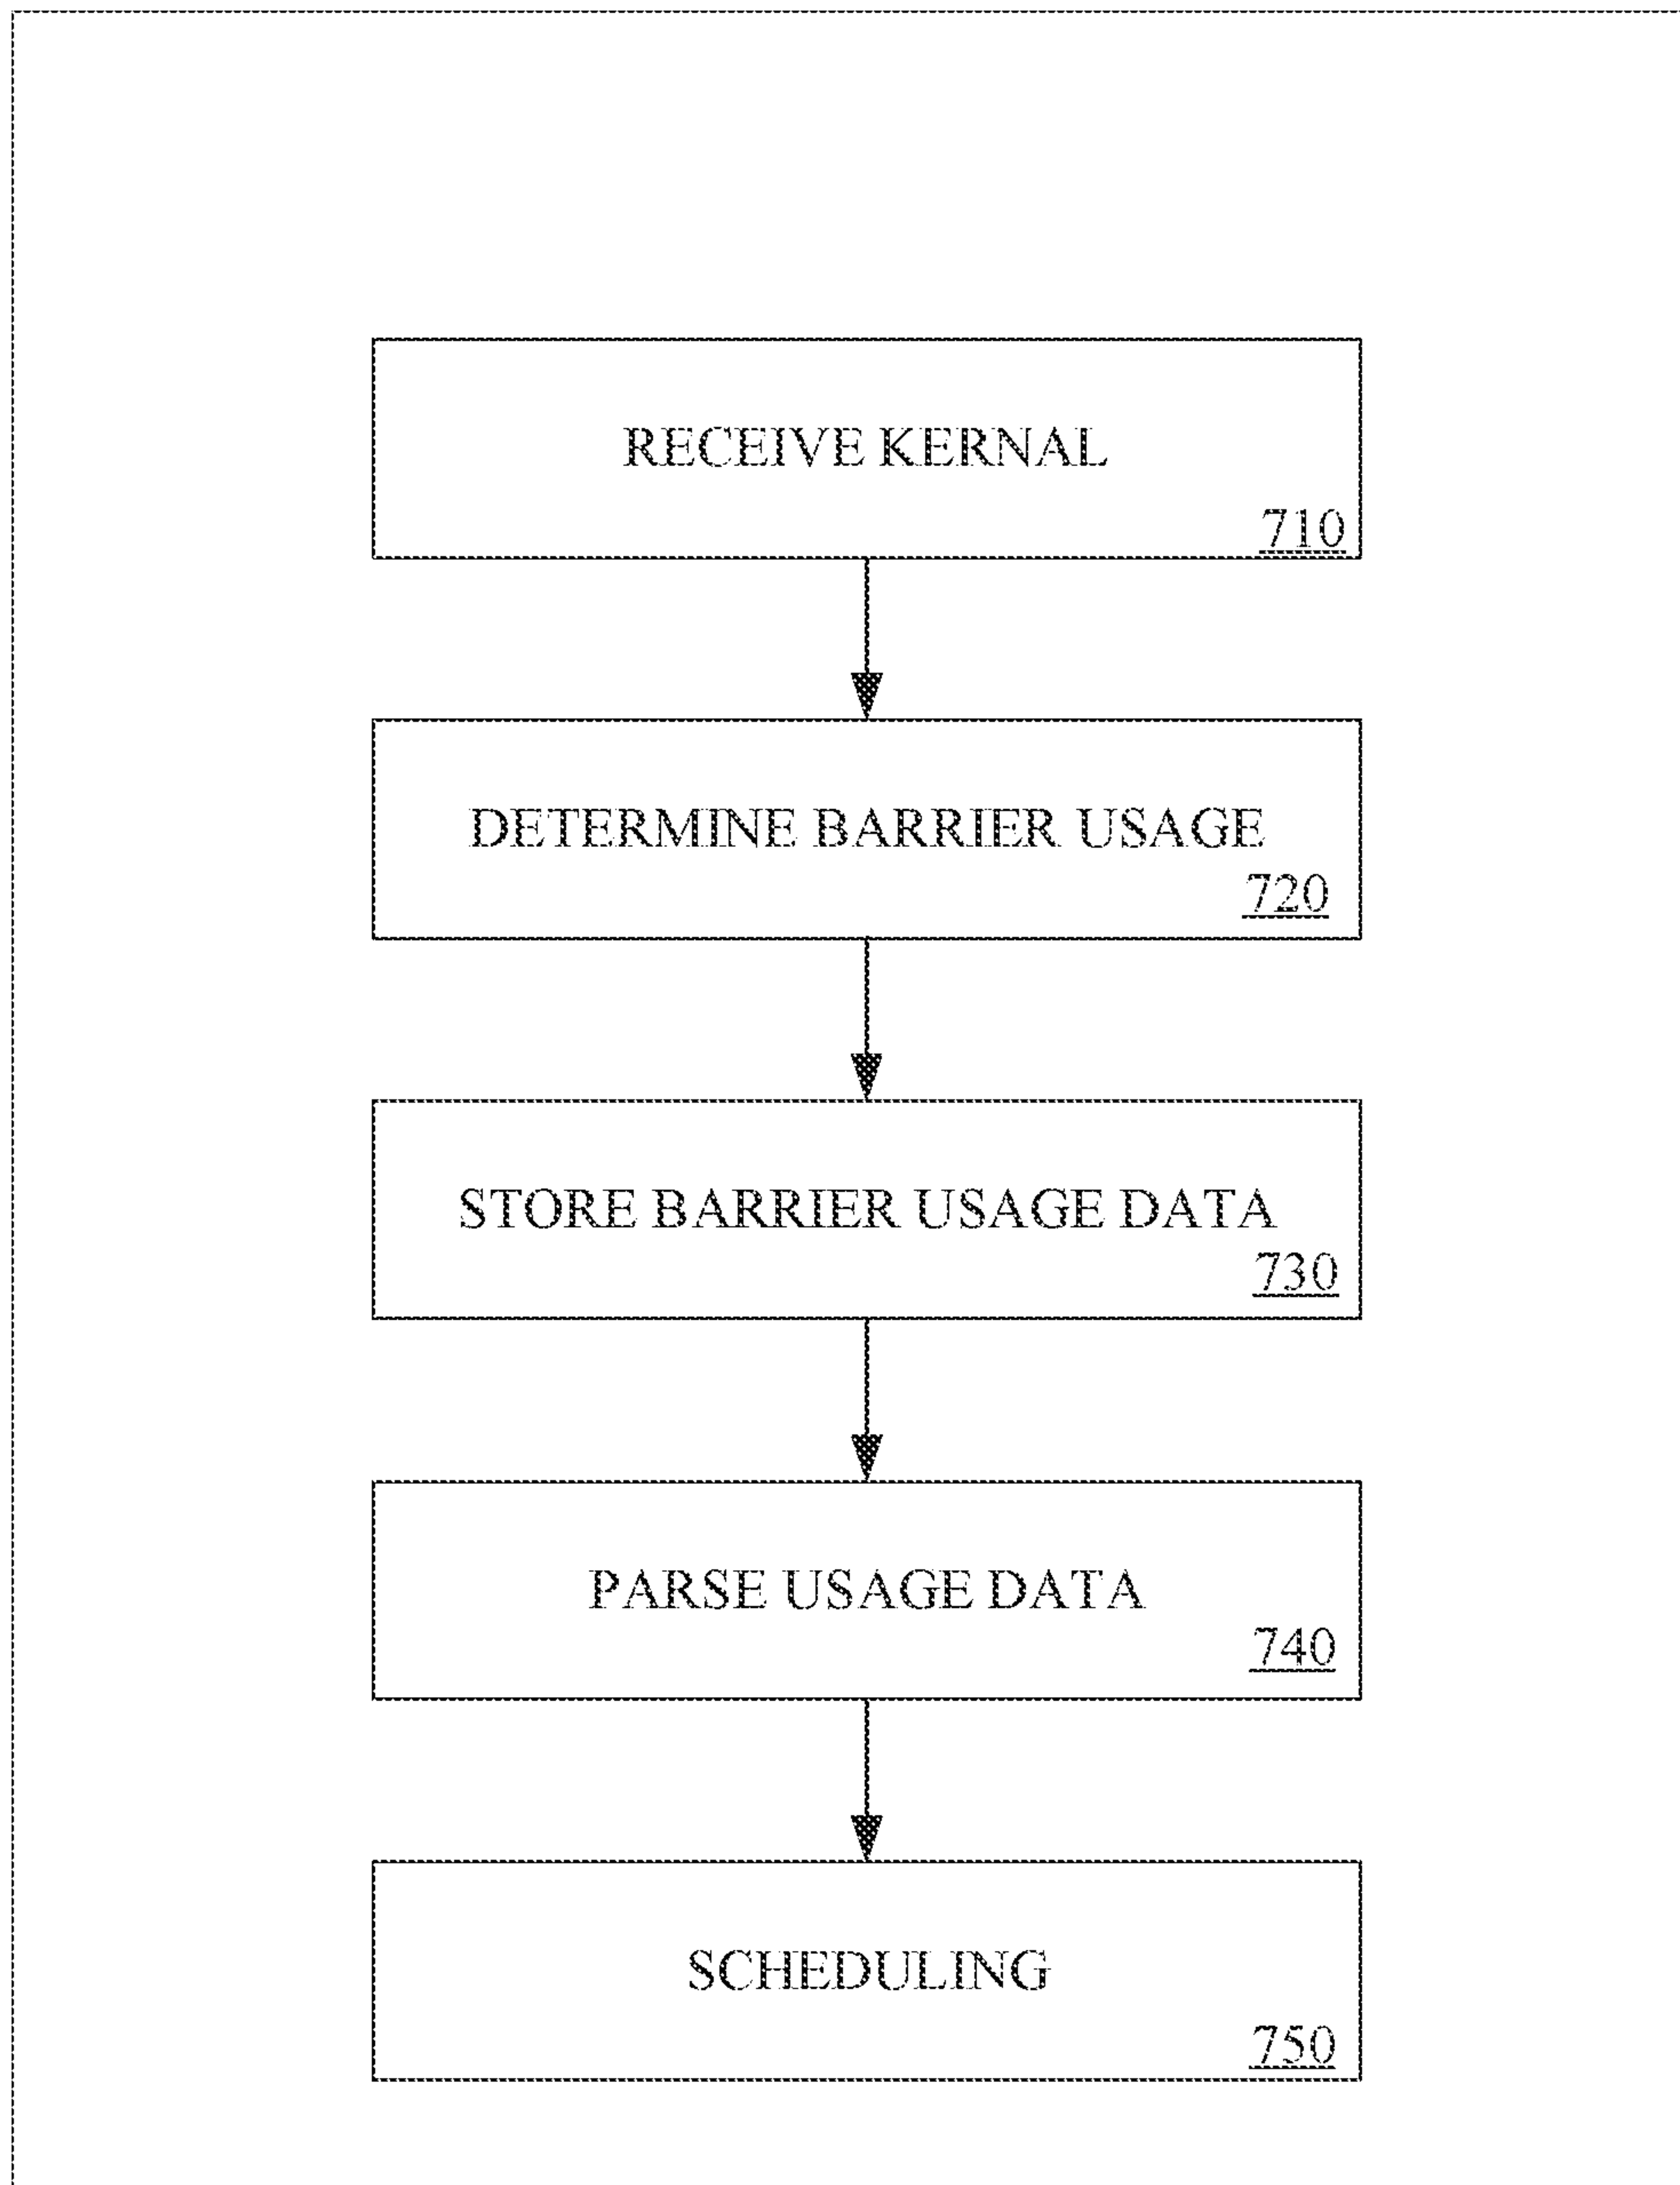 RECEIVE KERNAL
710
DETERMINE BARRIER USAGE
720
STORE BARRIER USAGE DATA
730
PARSE USAGE DATA
740
SCHEDULING
750